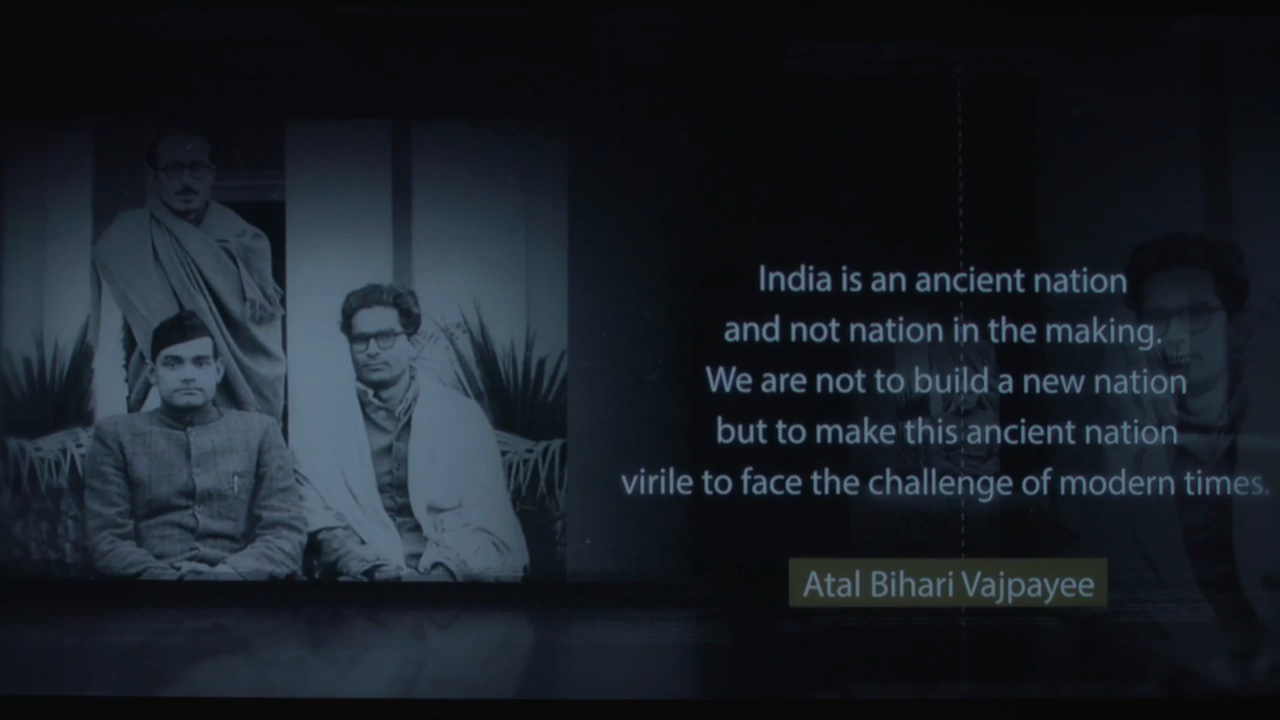 India is an ancient nation
and not nation in the making.
We are not to build a new nation
but to make this ancient nation
virile to face the challenge of modern times.
Atal Bihari Vajpayee